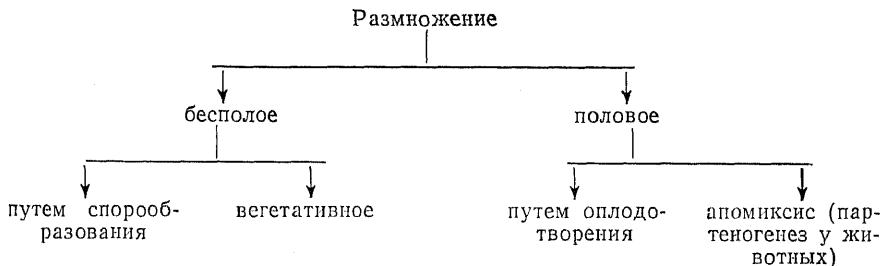 Размножение
бесполое
половое
путем спорооб-
разования
вегетативное
путем оплодо-
творения
апомиксис (пар-
теногенез у жи-
вотных)